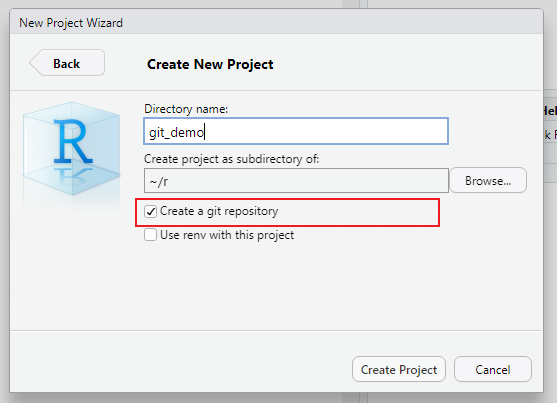 New Project Wizard
Back
Create New Project
R
Directory name:
git_demo
Create project as subdirectory of:
~/r
Browse...
Create a git repository
Use renv with this project
Create Project
Cancel